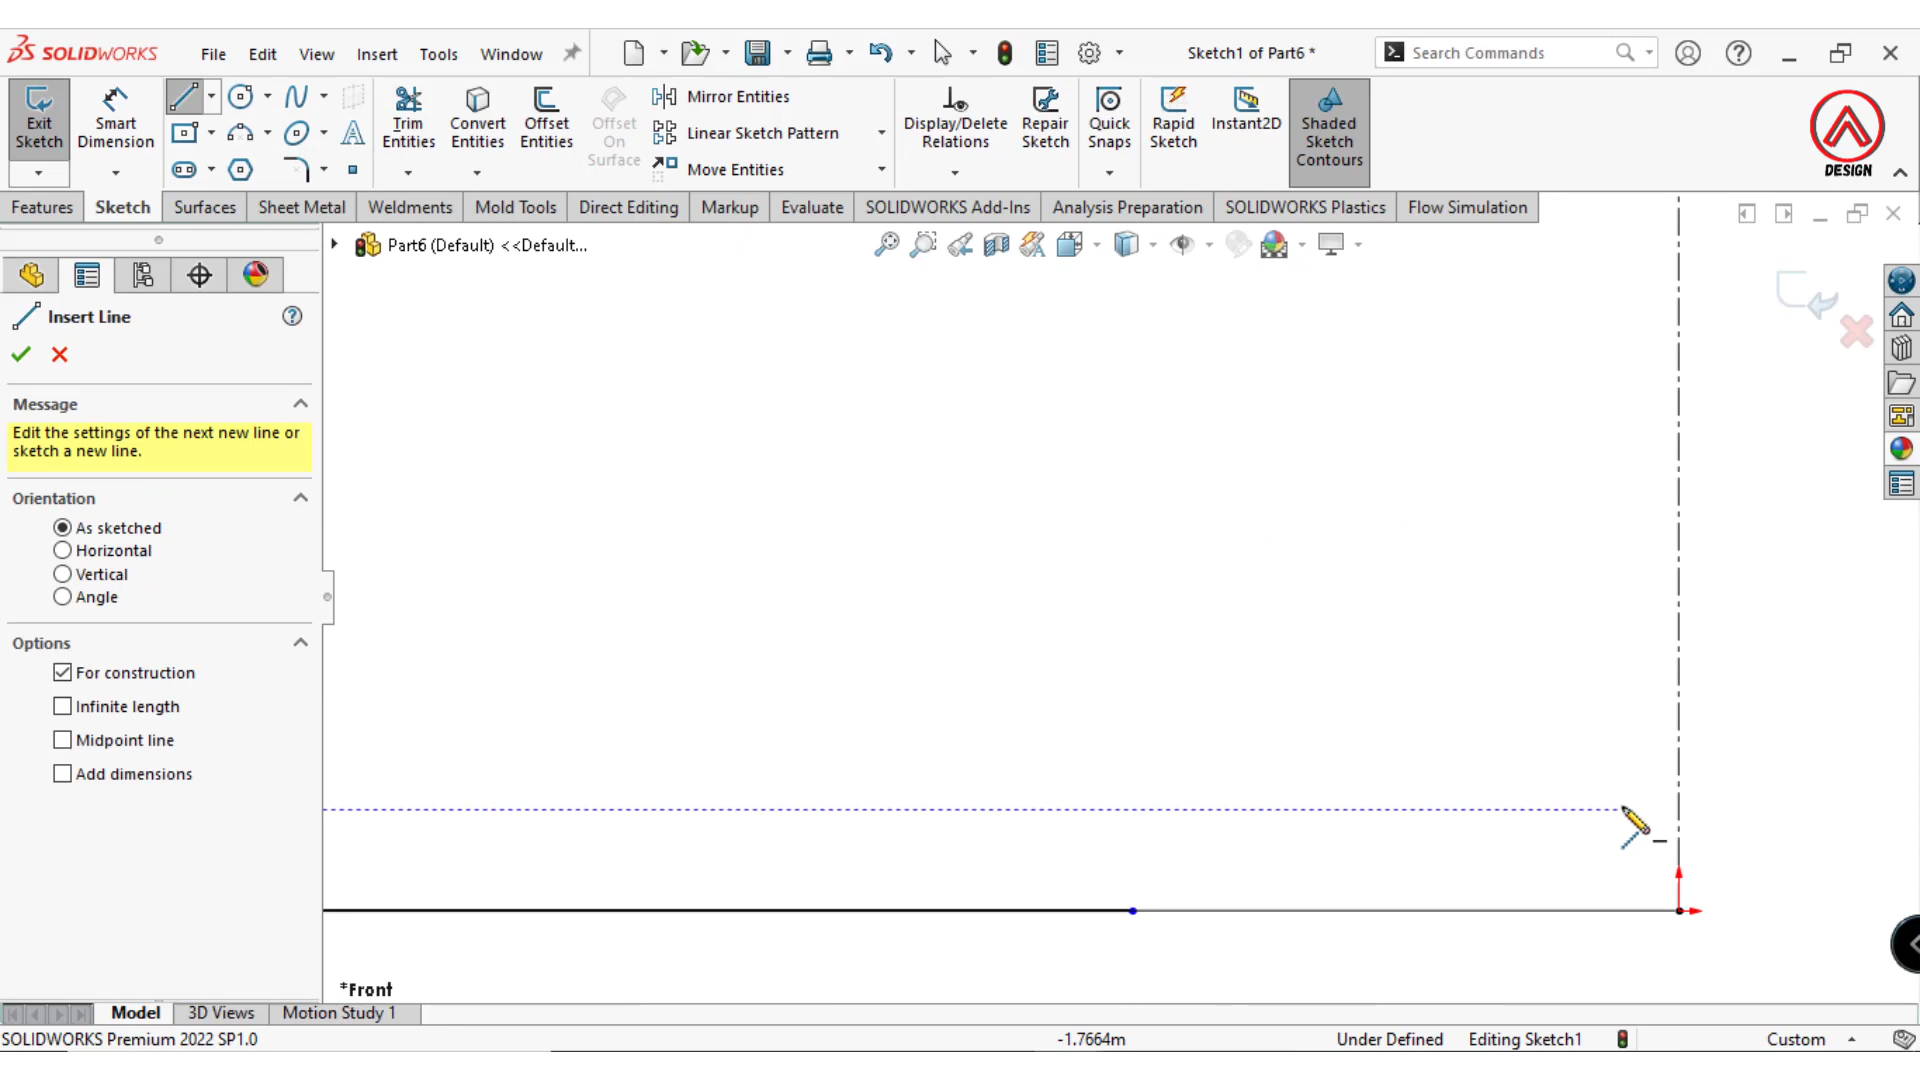 SOLIDWORKS
File
Edit
View
Insert
Tools
Window
Sketch1 of Part6 *
Search Commands
Exit Sketch
Smart Dimension
Trim Entities
Convert Entities
Offset Entities
Offset On Surface
Mirror Entities
Linear Sketch Pattern
Move Entities
Display/Delete Relations
Repair Sketch
Quick Snaps
Rapid Sketch
Instant2D
Shaded Sketch Contours
DESIGN
Features
Sketch
Surfaces
Sheet Metal
Weldments
Mold Tools
Direct Editing
Markup
Evaluate
SOLIDWORKS Add-Ins
Analysis Preparation
SOLIDWORKS Plastics
Flow Simulation
Part6 (Default) <<Default...
Insert Line
Message
Edit the settings of the next new line or
sketch a new line.
Orientation
As sketched
Horizontal
Vertical
Angle
Options
For construction
Infinite length
Midpoint line
Add dimensions
*Front
Model
3D Views
Motion Study 1
SOLIDWORKS Premium 2022 SP1.0
-1.7664m
Under Defined
Editing Sketch1
Custom